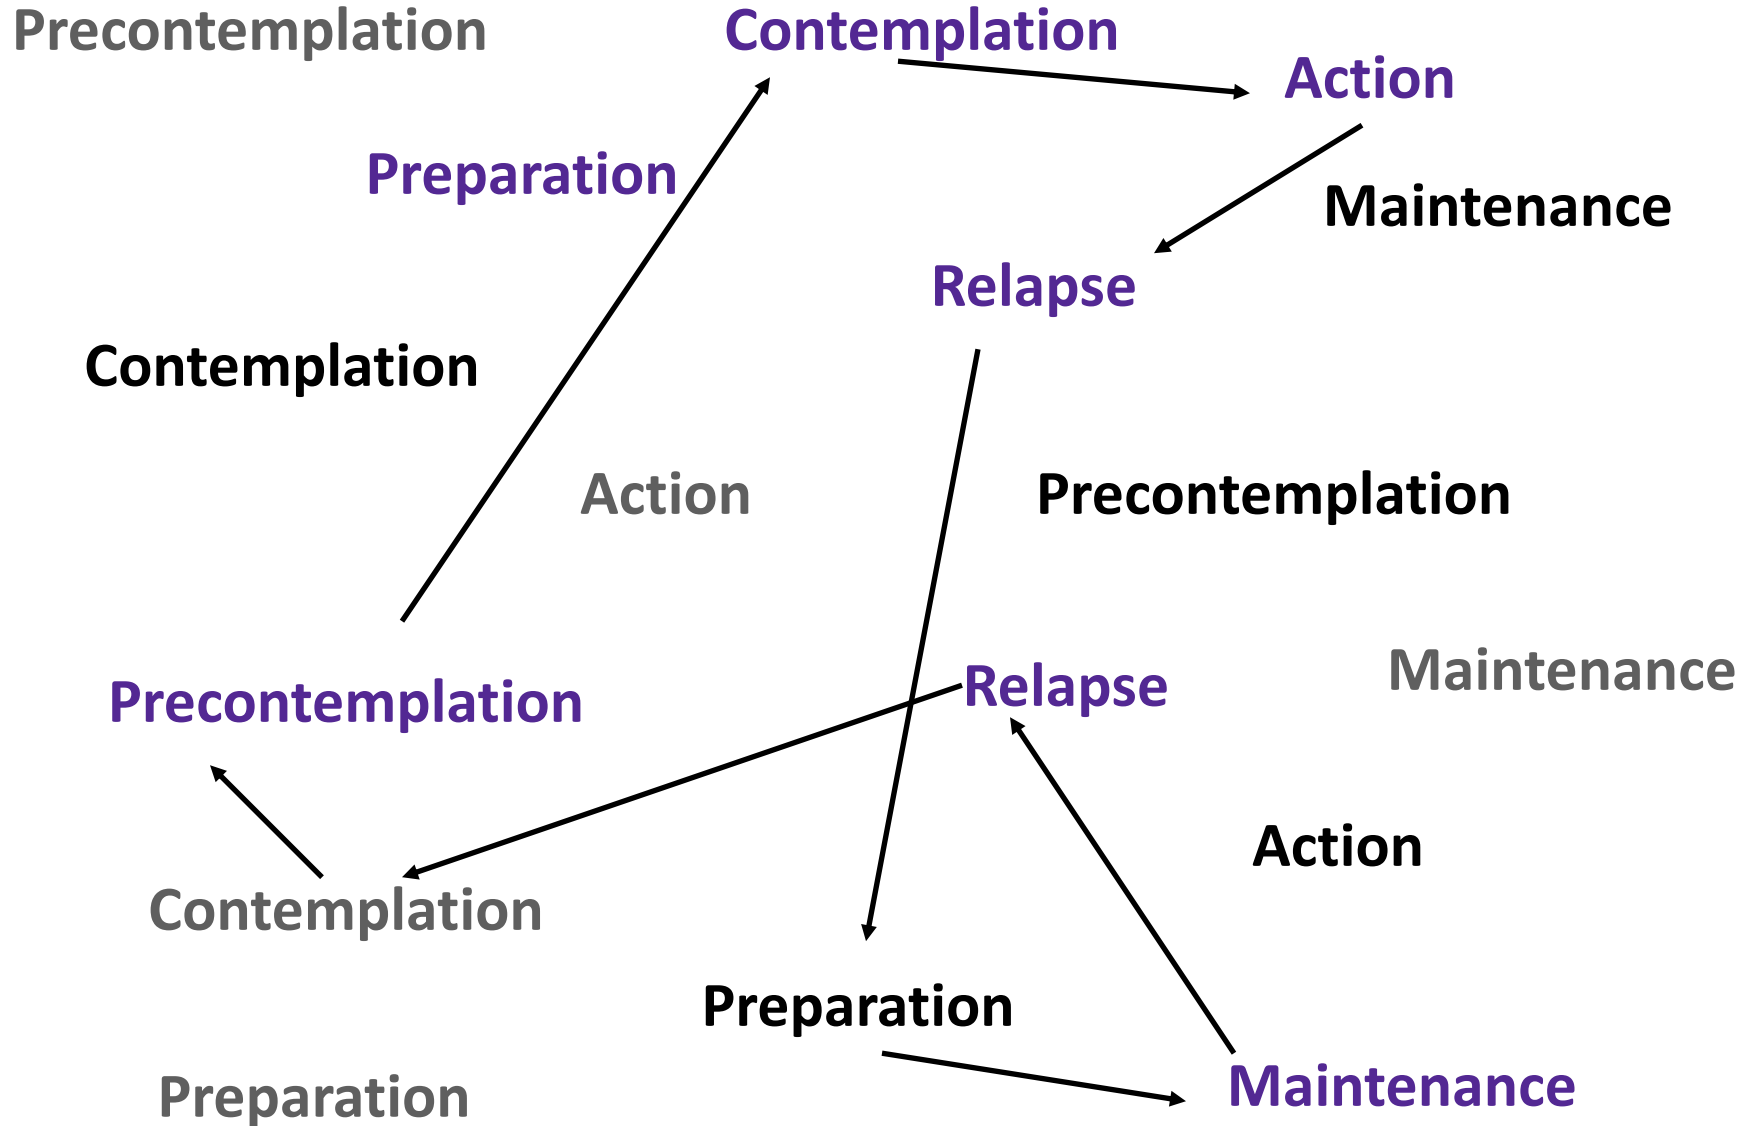 Precontemplation
Contemplation
Action
Preparation
Maintenance
Relapse
Contemplation
Action
Precontemplation
Maintenance
Relapse
Precontemplation
Action
Contemplation
Preparation
Maintenance
Preparation